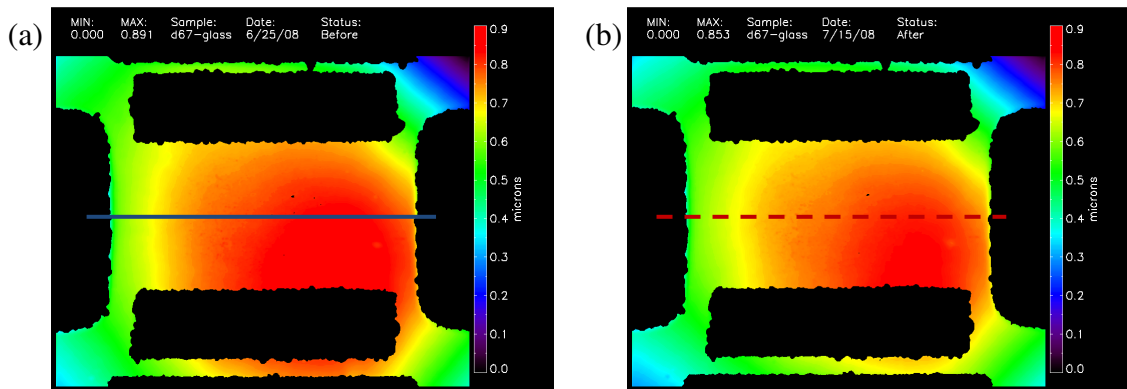 (a)
MIN: MAX: Sample: Date: Status:
0.000 0.891 d67-glass 6/25/08 Before
0.9
0.8
0.7
0.6
0.5
0.4
0.3
0.2
0.1
0.0
microns
(b)
MIN: MAX: Sample: Date: Status:
0.000 0.853 d67-glass 7/15/08 After
0.9
0.8
0.7
0.6
0.5
0.4
0.3
0.2
0.1
0.0
microns